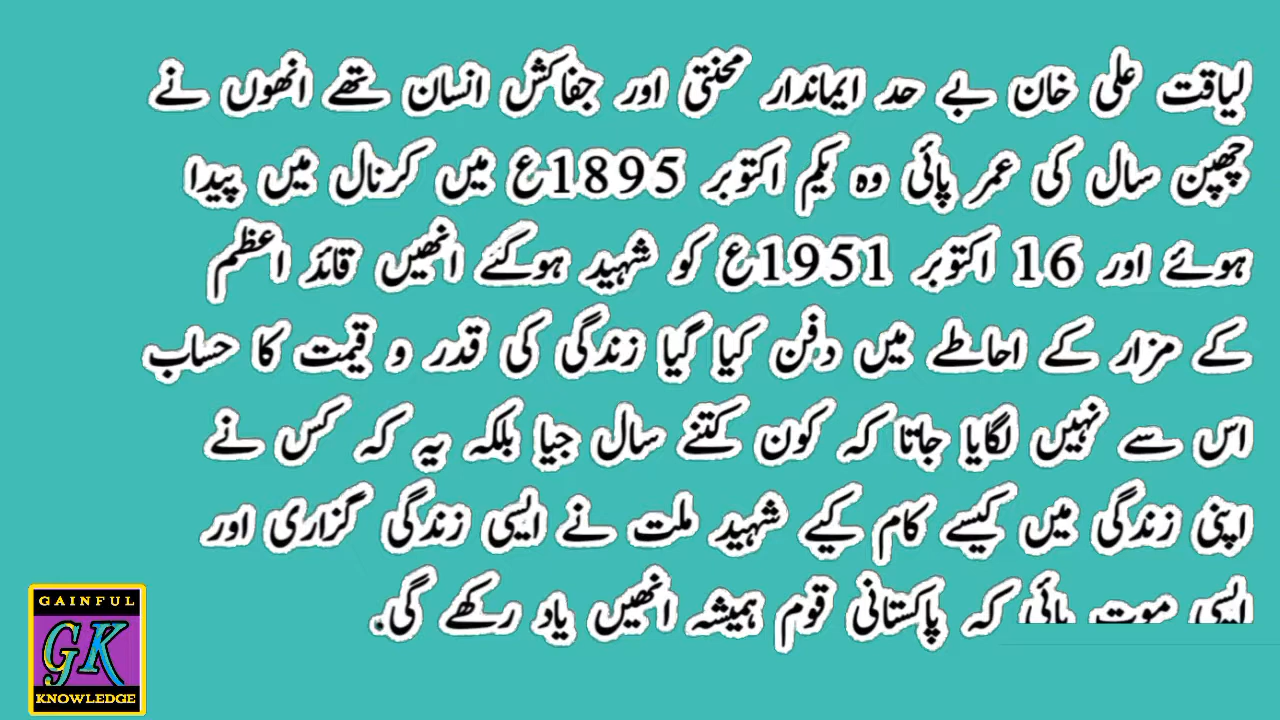 لیاقت علی خان بے حد ایماندار محنتی اور جفاکش انسان تھے انھوں نے
چھپن سال کی عمر پائی وہ یکم اکتوبر 1895ع میں کرنال میں پیدا
ہوئے اور 16 اکتوبر 1951ع کو شہید ہوگئے انھیں قائد اعظم
کے مزار کے احاطے میں دفن کیا گیا زندگی کی قدر و قیمت کا حساب
اس سے نہیں لگایا جاتا کہ کون کتنے سال جیا بلکہ یہ کہ کس نے
اپنی زندگی میں کیسے کام کیے شہید ملت نے ایسی زندگی گزاری اور
ایسی موت پائی کہ پاکستانی قوم ہمیشہ انھیں یاد رکھے گی.
GAINFUL
GK
KNOWLEDGE